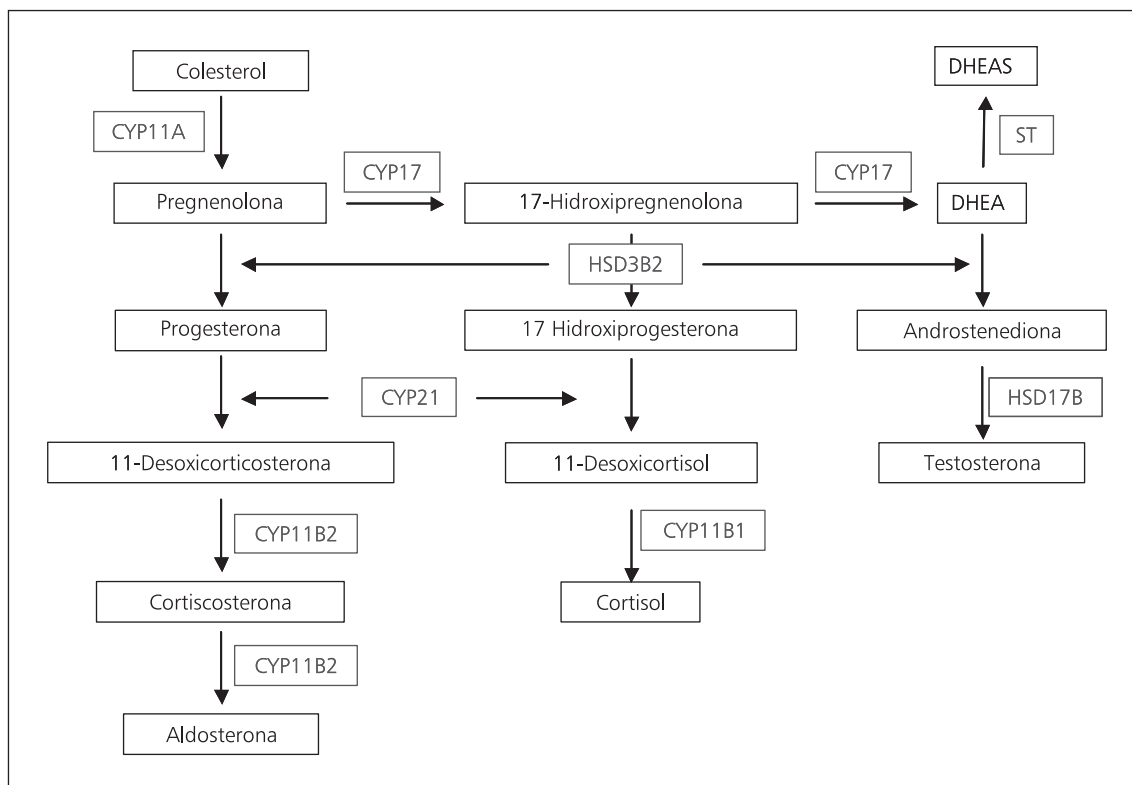 Colesterol
DHEAS
CYP11A
ST
CYP17
CYP17
Pregnenolona
17-Hidroxipregnenolona
DHEA
HSD3B2
Progesterona
17 Hidroxiprogesterona
Androstenediona
CYP21
HSD17B
11-Desoxicorticosterona
11-Desoxicortisol
Testosterona
CYP11B2
CYP11B1
Cortiscosterona
Cortisol
CYP11B2
Aldosterona